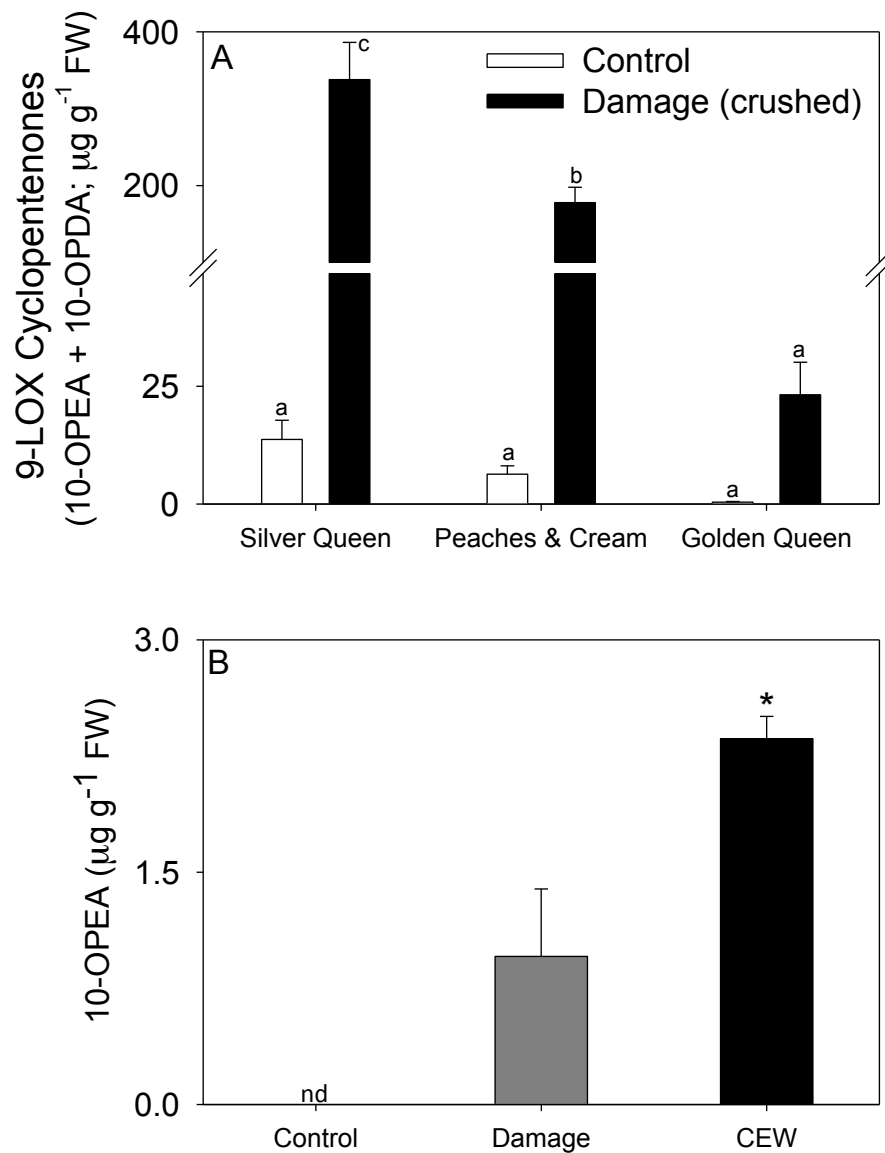 400
A
c
Control
Damage (crushed)
b
200
9-LOX Cyclopentenones
(10-OPEA + 10-OPDA; µg g⁻¹ FW)
a
a
a
25
a
0
Silver Queen
Peaches & Cream
Golden Queen
3.0
B
*
10-OPEA (µg g⁻¹ FW)
1.5
nd
0.0
Control
Damage
CEW